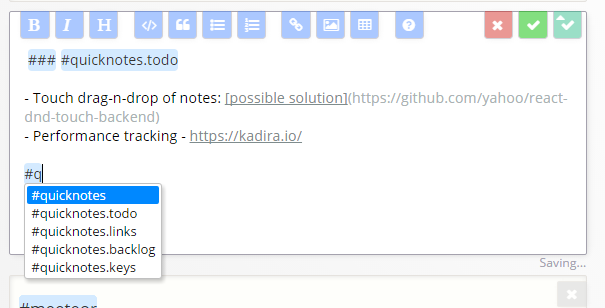 B I H </> “ ?
### #quicknotes.todo
- Touch drag-n-drop of notes: [possible solution](https://github.com/yahoo/react-
dnd-touch-backend)
- Performance tracking - https://kadira.io/
#q
#quicknotes
#quicknotes.todo
#quicknotes.links
#quicknotes.backlog
#quicknotes.keys
Saving...